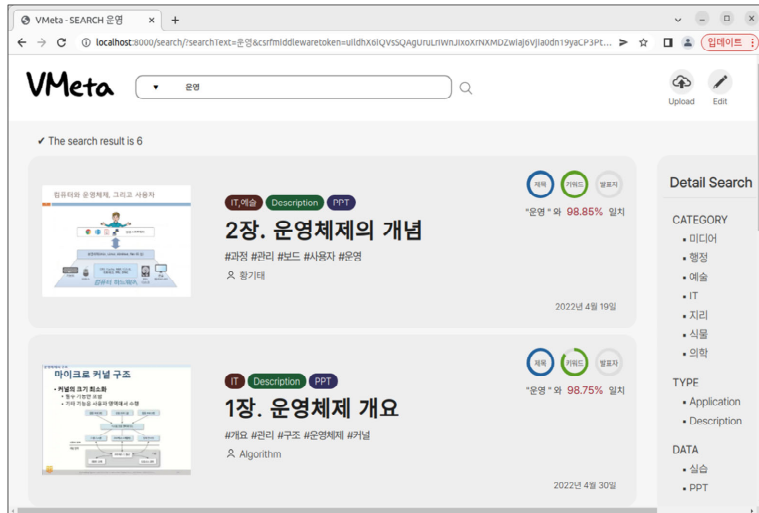 VMeta - SEARCH 운영
업데이트
VMeta
운영
Upload
Edit
✔ The search result is 6
컴퓨터와 운영체제, 그리고 사용자
IT,예술 Description PPT
2장. 운영체제의 개념
#과정 #관리 #보드 #사용자 #운영
황기태
제목 키워드 발표자
"운영 " 와 98.85% 일치
2022년 4월 19일
마이크로 커널 구조
• 커널의 크기 최소화
IT Description PPT
1장. 운영체제 개요
#개요 #관리 #구조 #운영체제 #커널
Algorithm
제목 키워드 발표자
"운영 " 와 98.75% 일치
2022년 4월 30일
Detail Search
CATEGORY
▪ 미디어
▪ 행정
▪ 예술
▪ IT
▪ 지리
▪ 식물
▪ 의학
TYPE
▪ Application
▪ Description
DATA
▪ 실습
▪ PPT